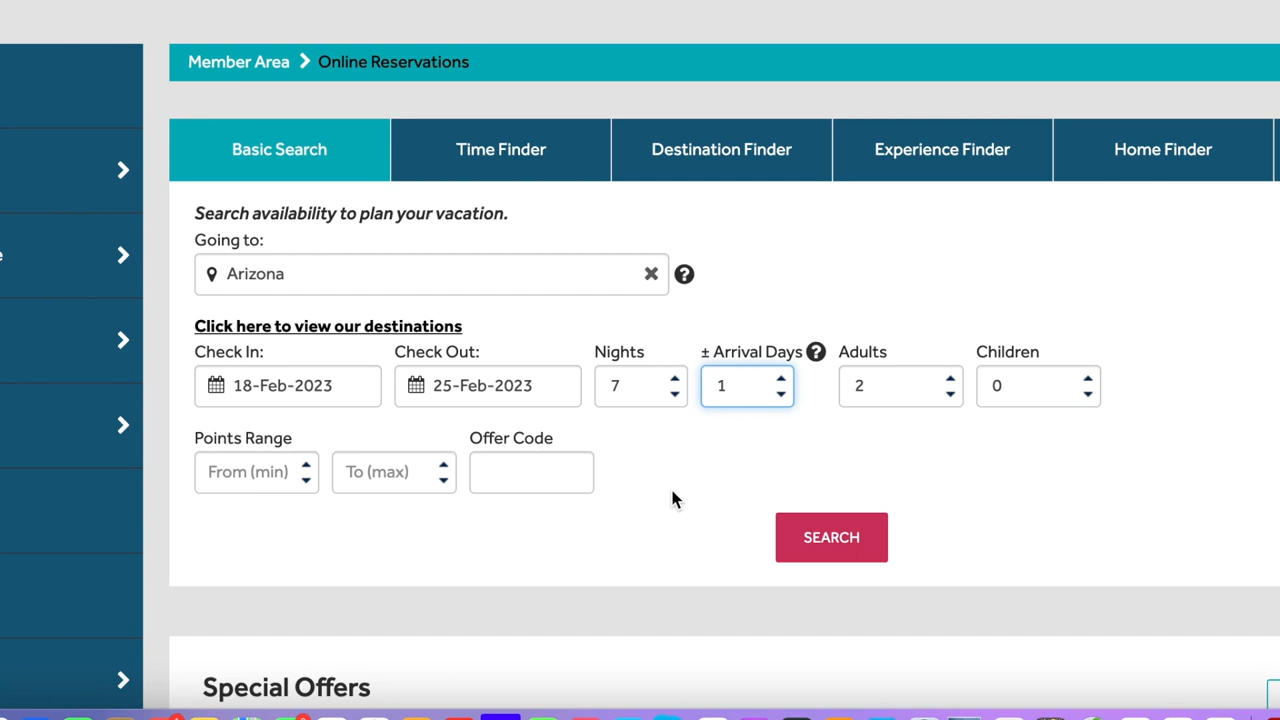 Member Area Online Reservations
Basic Search Time Finder Destination Finder Experience Finder Home Finder
Search availability to plan your vacation.
Going to:
Arizona
Click here to view our destinations
Check In: Check Out: Nights ± Arrival Days Adults Children
18-Feb-2023 25-Feb-2023 7 1 2 0
Points Range Offer Code
From (min) To (max)
SEARCH
Special Offers